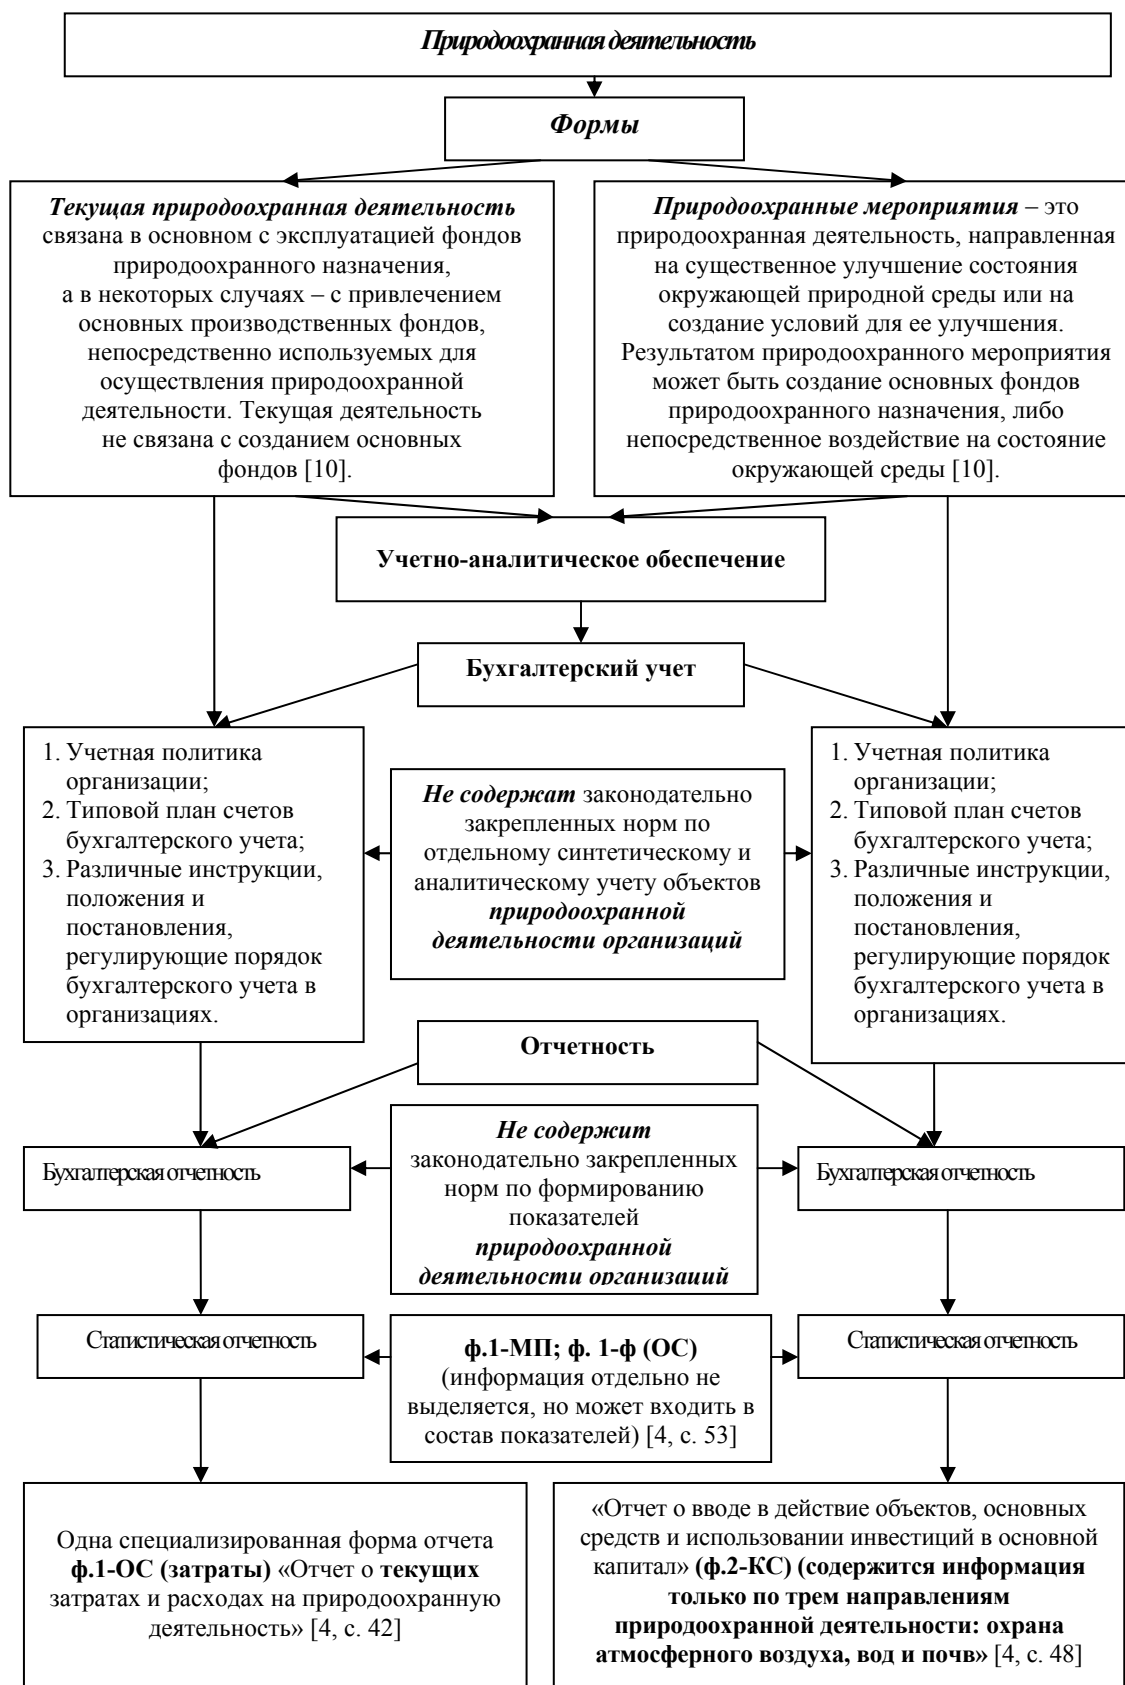 Природоохранная деятельность
Формы
Текущая природоохранная деятельность
связана в основном с эксплуатацией фондов
природоохранного назначения,
а в некоторых случаях – с привлечением
основных производственных фондов,
непосредственно используемых для
осуществления природоохранной
деятельности. Текущая деятельность
не связана с созданием основных
фондов [10].
Природоохранные мероприятия – это
природоохранная деятельность, направленная
на существенное улучшение состояния
окружающей природной среды или на
создание условий для ее улучшения.
Результатом природоохранного мероприятия
может быть создание основных фондов
природоохранного назначения, либо
непосредственное воздействие на состояние
окружающей среды [10].
Учетно-аналитическое обеспечение
Бухгалтерский учет
1. Учетная политика
организации;
2. Типовой план счетов
бухгалтерского учета;
3. Различные инструкции,
положения и
постановления,
регулирующие порядок
бухгалтерского учета в
организациях.
Не содержат законодательно
закрепленных норм по
отдельному синтетическому и
аналитическому учету объектов
природоохранной
деятельности организаций
1. Учетная политика
организации;
2. Типовой план счетов
бухгалтерского учета;
3. Различные инструкции,
положения и
постановления,
регулирующие порядок
бухгалтерского учета в
организациях.
Отчетность
Бухгалтерская отчетность
Не содержит
законодательно закрепленных
норм по формированию
показателей
природоохранной
деятельности организаций
Бухгалтерская отчетность
Статистическая отчетность
ф.1-МП; ф. 1-ф (ОС)
(информация отдельно не
выделяется, но может входить в
состав показателей) [4, с. 53]
Статистическая отчетность
Одна специализированная форма отчета
ф.1-ОС (затраты) «Отчет о текущих
затратах и расходах на природоохранную
деятельность» [4, с. 42]
«Отчет о вводе в действие объектов, основных
средств и использовании инвестиций в основной
капитал» (ф.2-КС) (содержится информация
только по трем направлениям
природоохранной деятельности: охрана
атмосферного воздуха, вод и почв» [4, с. 48]